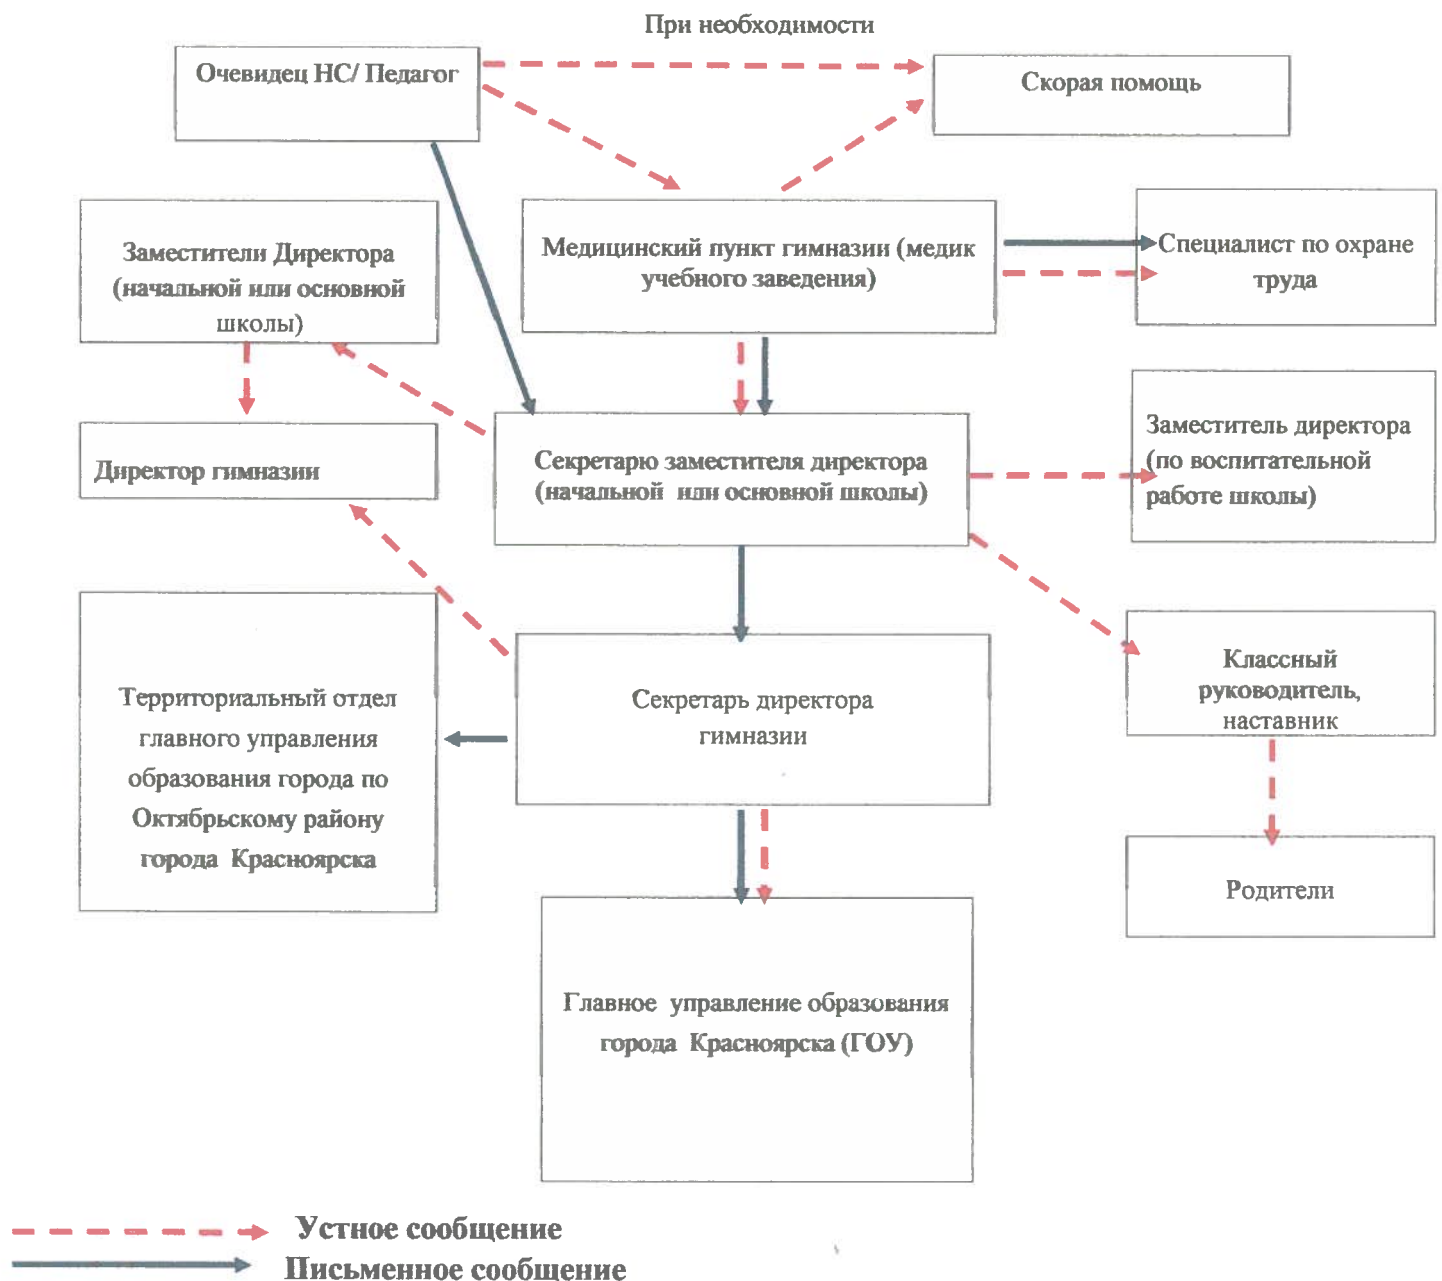 При необходимости
Очевидец НС/ Педагог
Скорая помощь
Заместители Директора
(начальной или основной
школы)
Медицинский пункт гимназии (медик
учебного заведения)
Специалист по охране
труда
Директор гимназии
Секретарю заместителя директора
(начальной или основной школы)
Заместитель директора
(по воспитательной
работе школы)
Территориальный отдел
главного управления
образования города по
Октябрьскому району
города Красноярска
Секретарь директора
гимназии
Классный
руководитель,
наставник
Родители
Главное управление образования
города Красноярска (ГОУ)
Устное сообщение
Письменное сообщение